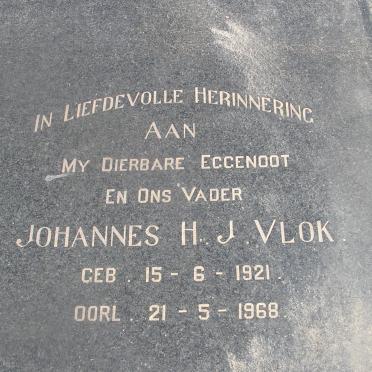 IN LIEFDEVOLLE HERINNERING
AAN
MY DIERBARE EGGENOOT
EN ONS VADER
JOHANNES H. J. VLOK.
GEB. 15 - 6 - 1921.
OORL. 21 - 5 - 1968.